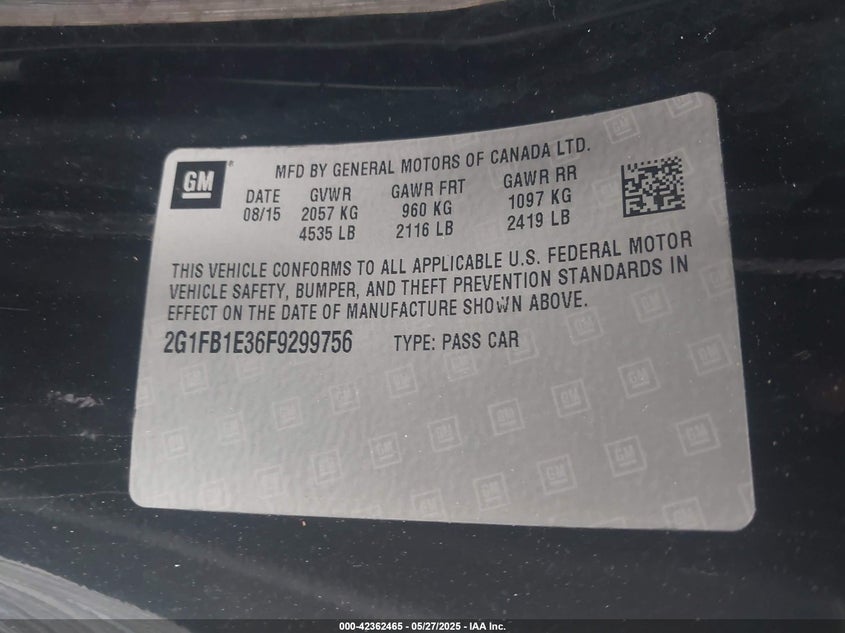 GM
MFD BY GENERAL MOTORS OF CANADA LTD.
DATE GVWR GAWR FRT GAWR RR
08/15 2057 KG 960 KG 1097 KG
4535 LB 2116 LB 2419 LB
THIS VEHICLE CONFORMS TO ALL APPLICABLE U.S. FEDERAL MOTOR
VEHICLE SAFETY, BUMPER, AND THEFT PREVENTION STANDARDS IN
EFFECT ON THE DATE OF MANUFACTURE SHOWN ABOVE.
2G1FB1E36F9299756 TYPE: PASS CAR
000-42362465 - 05/27/2025 - IAA Inc.